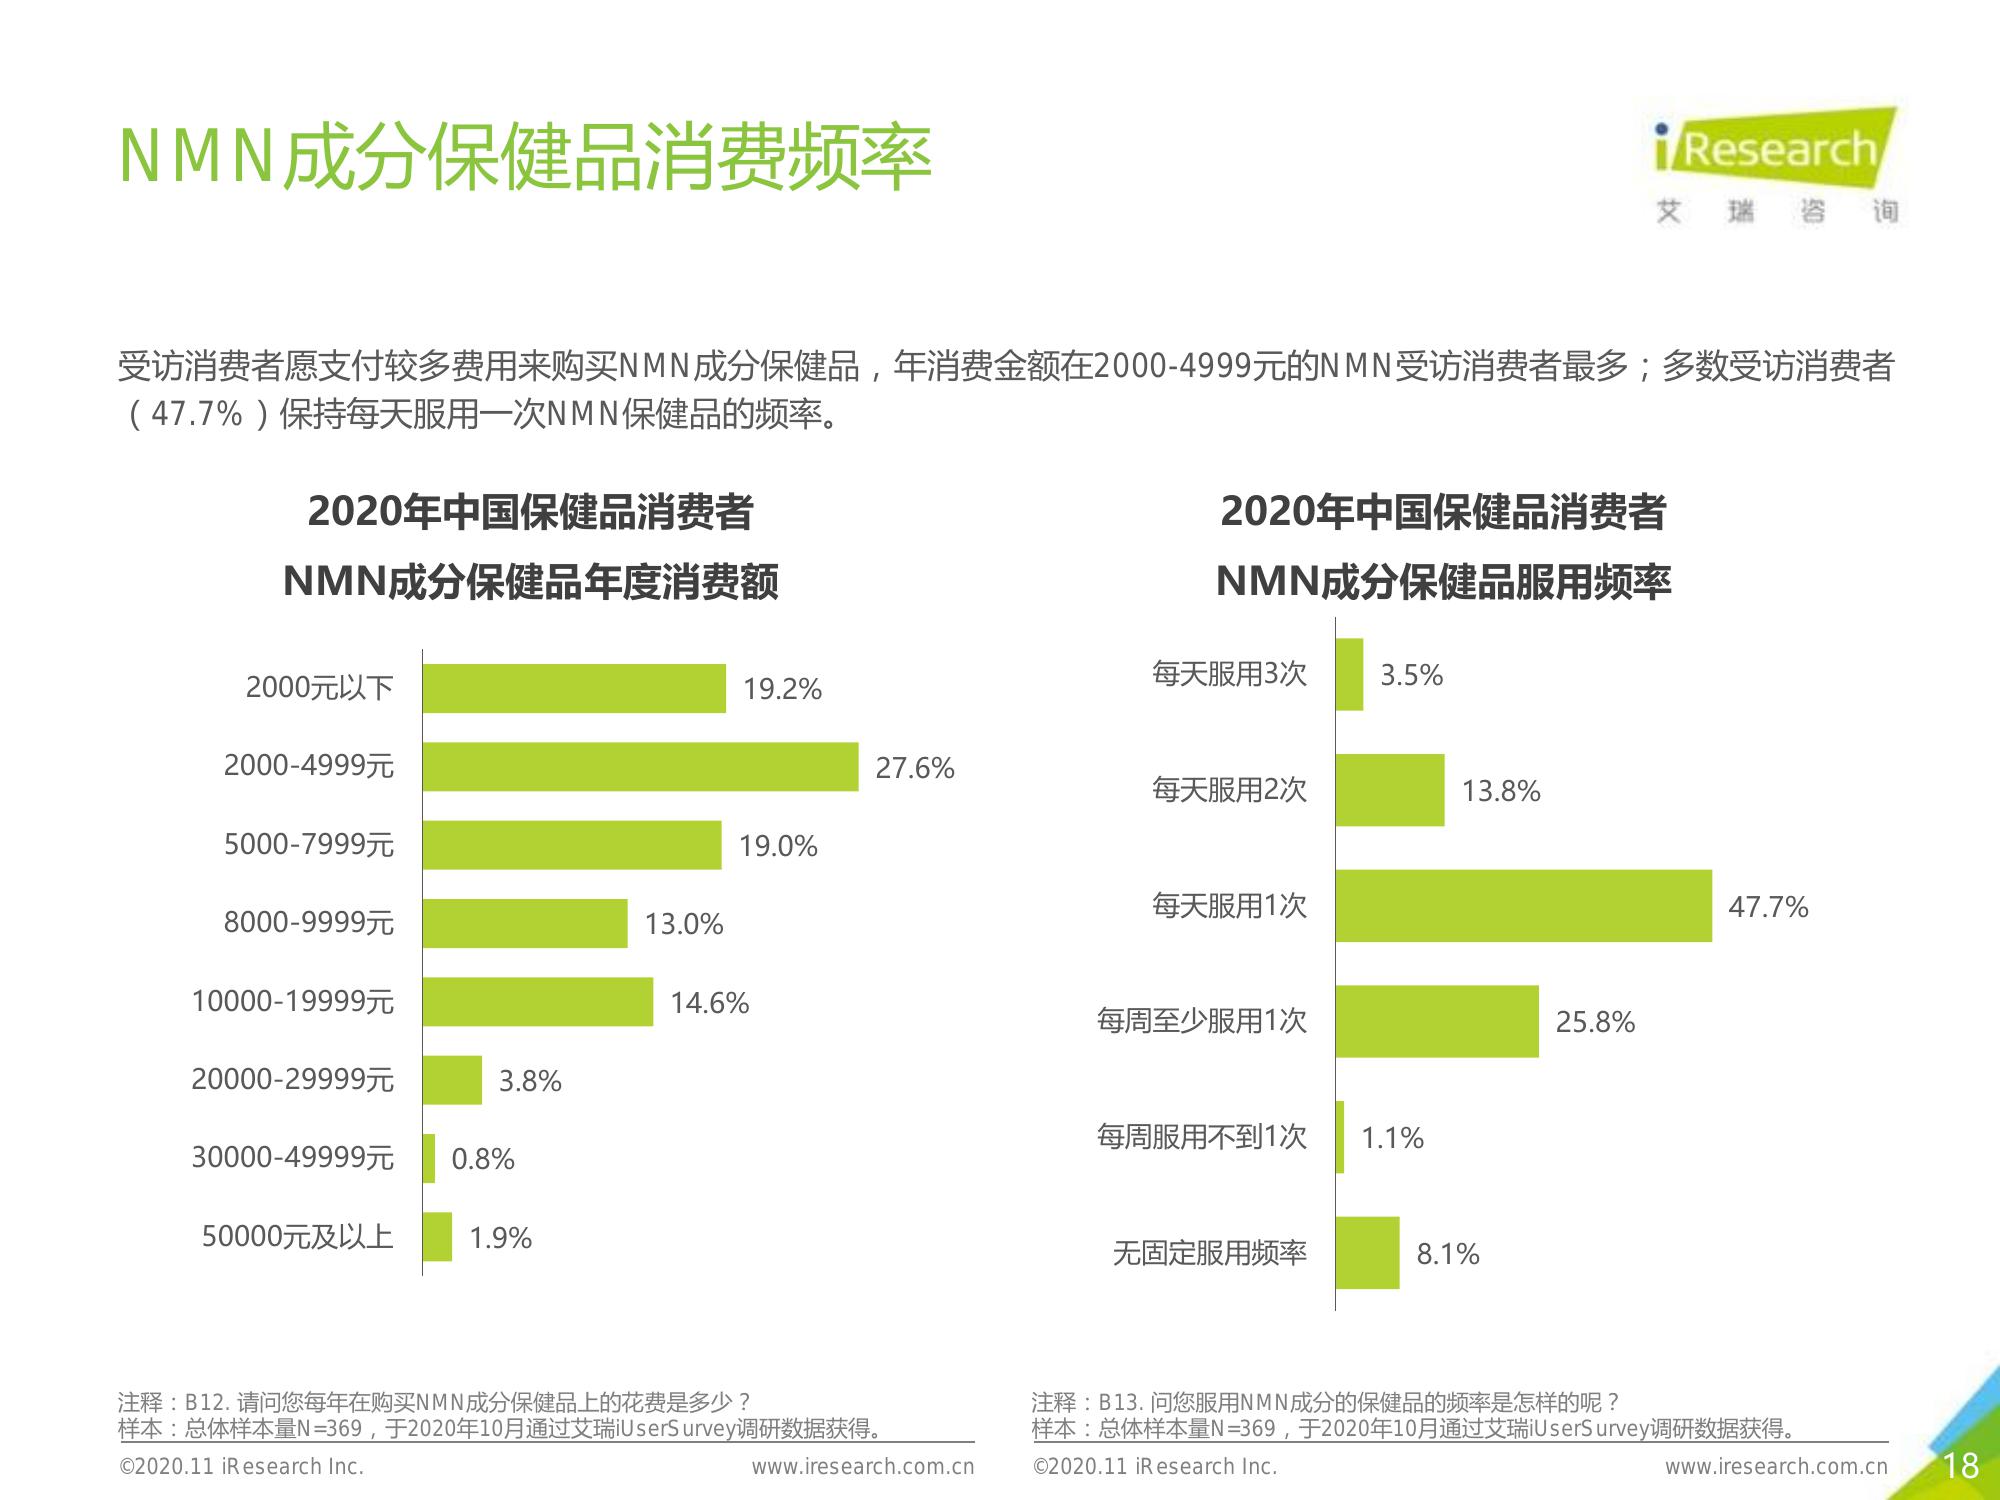 NMN成分保健品消费频率
iResearch
艾瑞咨询
受访消费者愿支付较多费用来购买NMN成分保健品，年消费金额在2000-4999元的NMN受访消费者最多；多数受访消费者
（47.7%）保持每天服用一次NMN保健品的频率。
2020年中国保健品消费者
NMN成分保健品年度消费额
2000元以下 19.2%
2000-4999元 27.6%
5000-7999元 19.0%
8000-9999元 13.0%
10000-19999元 14.6%
20000-29999元 3.8%
30000-49999元 0.8%
50000元及以上 1.9%
2020年中国保健品消费者
NMN成分保健品服用频率
每天服用3次 3.5%
每天服用2次 13.8%
每天服用1次 47.7%
每周至少服用1次 25.8%
每周服用不到1次 1.1%
无固定服用频率 8.1%
注释：B12. 请问您每年在购买NMN成分保健品上的花费是多少？
样本：总体样本量N=369，于2020年10月通过艾瑞iUserSurvey调研数据获得。
©2020.11 iResearch Inc. www.iresearch.com.cn
注释：B13. 问您服用NMN成分的保健品的频率是怎样的呢？
样本：总体样本量N=369，于2020年10月通过艾瑞iUserSurvey调研数据获得。
©2020.11 iResearch Inc. www.iresearch.com.cn
18